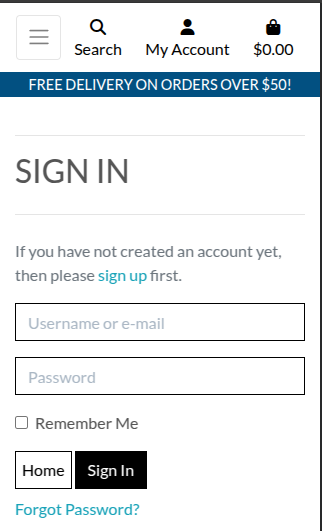 Search
My Account
$0.00
FREE DELIVERY ON ORDERS OVER $50!
SIGN IN
If you have not created an account yet,
then please sign up first.
Username or e-mail
Password
Remember Me
Home
Sign In
Forgot Password?